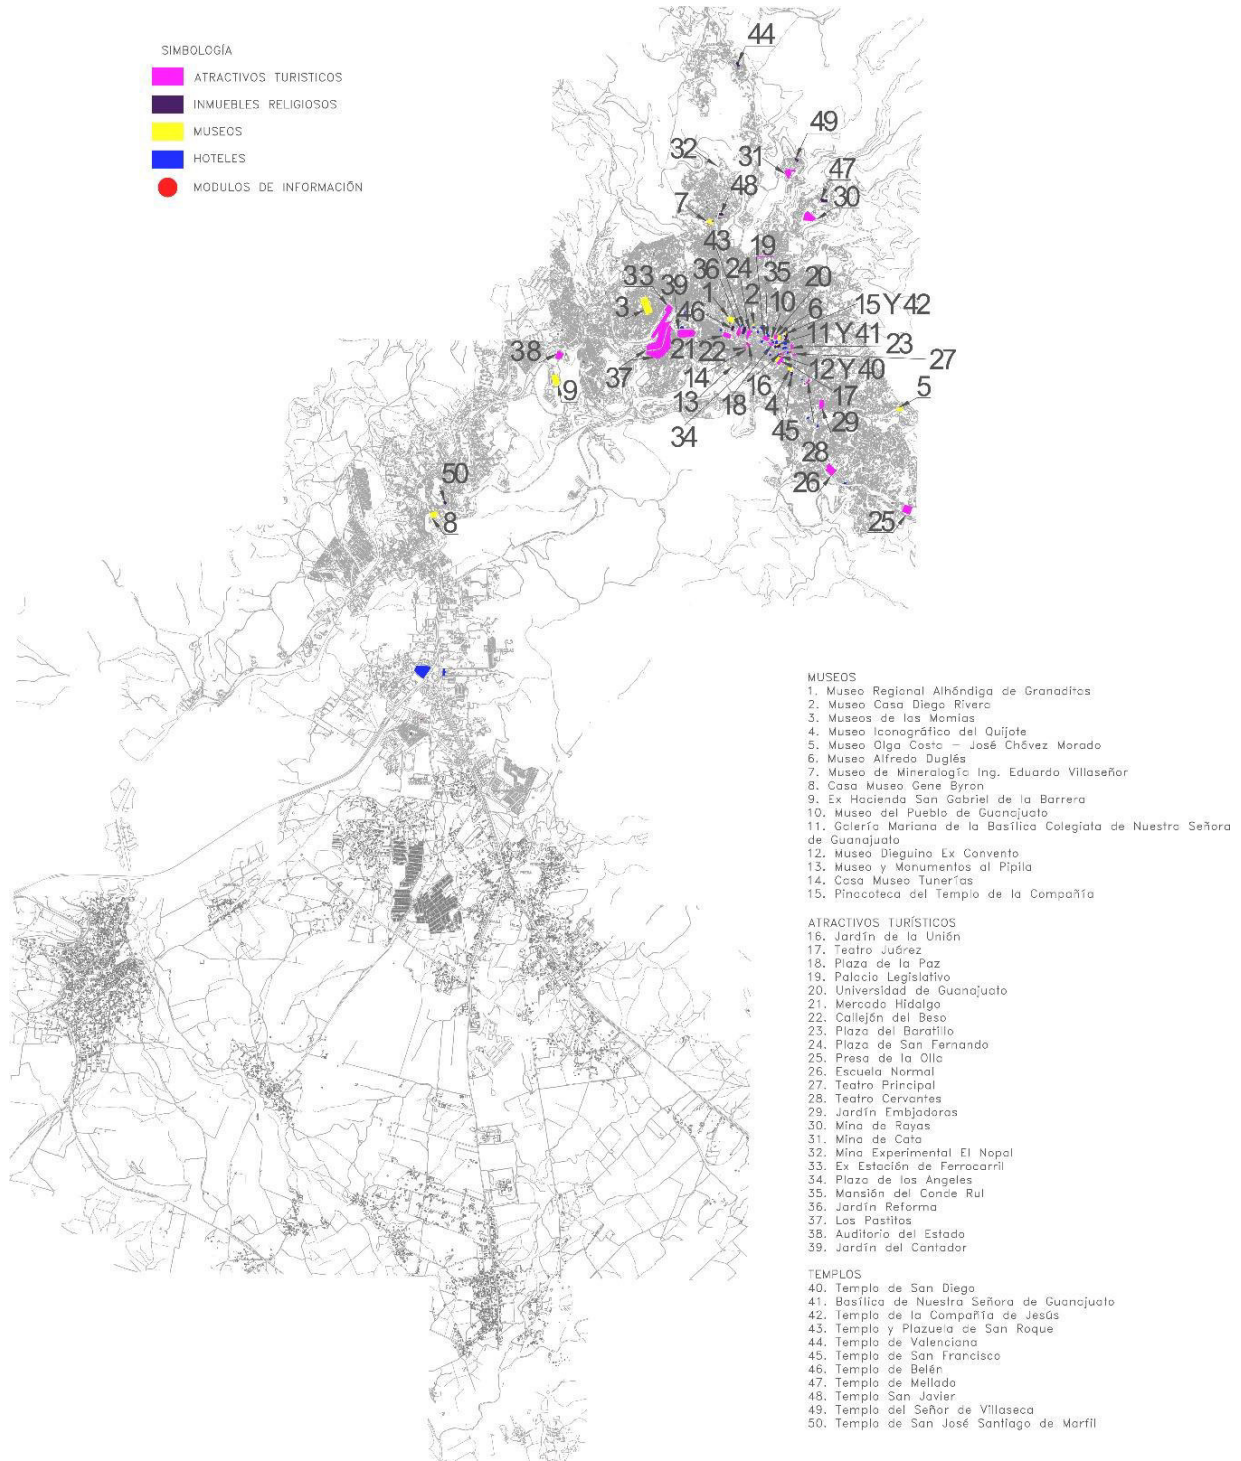 SIMBOLOGÍA
ATRACTIVOS TURISTICOS
INMUEBLES RELIGIOSOS
MUSEOS
HOTELES
MODULOS DE INFORMACIÓN
44
49
32
31
47
48
30
7
43
19
36
24
35
20
33
39
1
2
10
3
46
6
15 Y 42
11 Y 41
23
38
21
22
27
37
14
12 Y 40
9
16
5
13
18
4
17
34
45
29
28
50
26
8
25
MUSEOS
1. Museo Regional Alhóndiga de Granaditas
2. Museo Casa Diego Rivera
3. Museos de las Momias
4. Museo Iconográfico del Quijote
5. Museo Olga Costa – José Chávez Morado
6. Museo Alfredo Duglés
7. Museo de Mineralogía Ing. Eduardo Villaseñor
8. Casa Museo Gene Byron
9. Ex Hacienda San Gabriel de la Barrera
10. Museo del Pueblo de Guanajuato
11. Galería Mariana de la Basílica Colegiata de Nuestra Señora
de Guanajuato
12. Museo Dieguino Ex Convento
13. Museo y Monumentos al Pipila
14. Casa Museo Tunerías
15. Pinacoteca del Templo de la Compañía
ATRACTIVOS TURÍSTICOS
16. Jardín de la Unión
17. Teatro Juárez
18. Plaza de la Paz
19. Palacio Legislativo
20. Universidad de Guanajuato
21. Mercado Hidalgo
22. Callejón del Beso
23. Plaza del Baratillo
24. Plaza de San Fernando
25. Presa de la Olla
26. Escuela Normal
27. Teatro Principal
28. Teatro Cervantes
29. Jardín Embjadoras
30. Mina de Rayas
31. Mina de Cata
32. Mina Experimental El Nopal
33. Ex Estación de Ferrocarril
34. Plaza de los Angeles
35. Mansión del Conde Rul
36. Jardín Reforma
37. Los Pastitos
38. Auditorio del Estado
39. Jardín del Cantador
TEMPLOS
40. Templo de San Diego
41. Basílica de Nuestra Señora de Guanajuato
42. Templo de la Compañía de Jesús
43. Templo y Plazuela de San Roque
44. Templo de Valenciana
45. Templo de San Francisco
46. Templo de Belén
47. Templo de Mellado
48. Templo San Javier
49. Templo del Señor de Villaseca
50. Templo de San José Santiago de Marfil